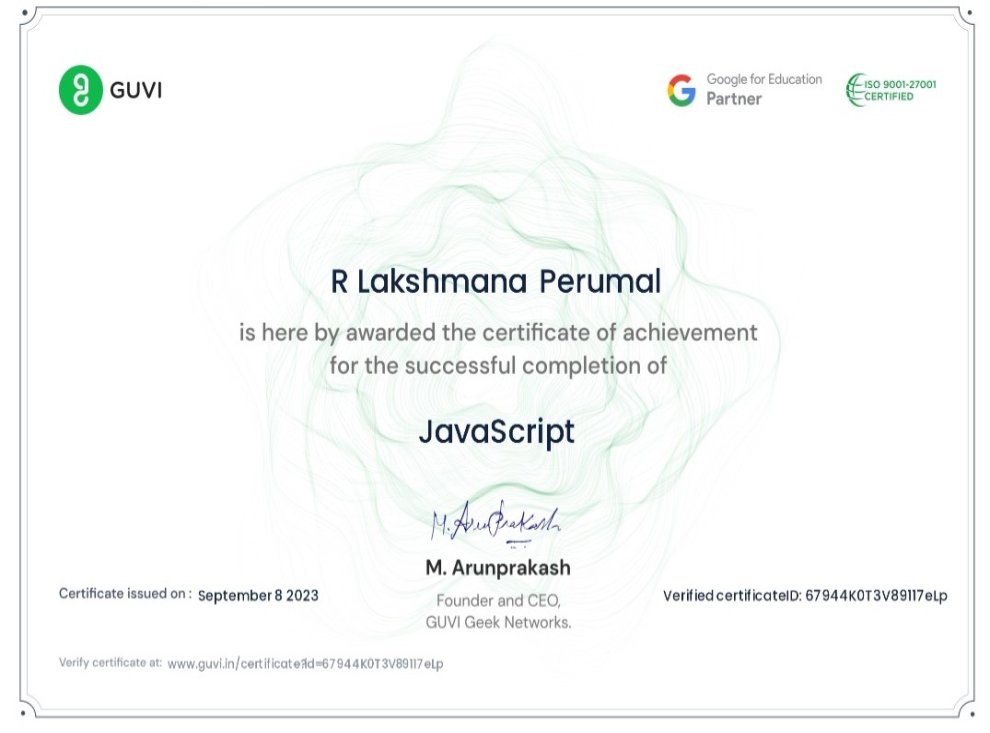 GUVI
Google for Education
Partner
ISO 9001-27001
CERTIFIED
R Lakshmana Perumal
is here by awarded the certificate of achievement
for the successful completion of
JavaScript
M. Arunprakash
M. Arunprakash
Founder and CEO,
GUVI Geek Networks.
Certificate issued on : September 8 2023
Verified certificateID: 67944K0T3V89117eLp
Verify certificate at: www.guvi.in/certificate?id=67944K0T3V89117eLp